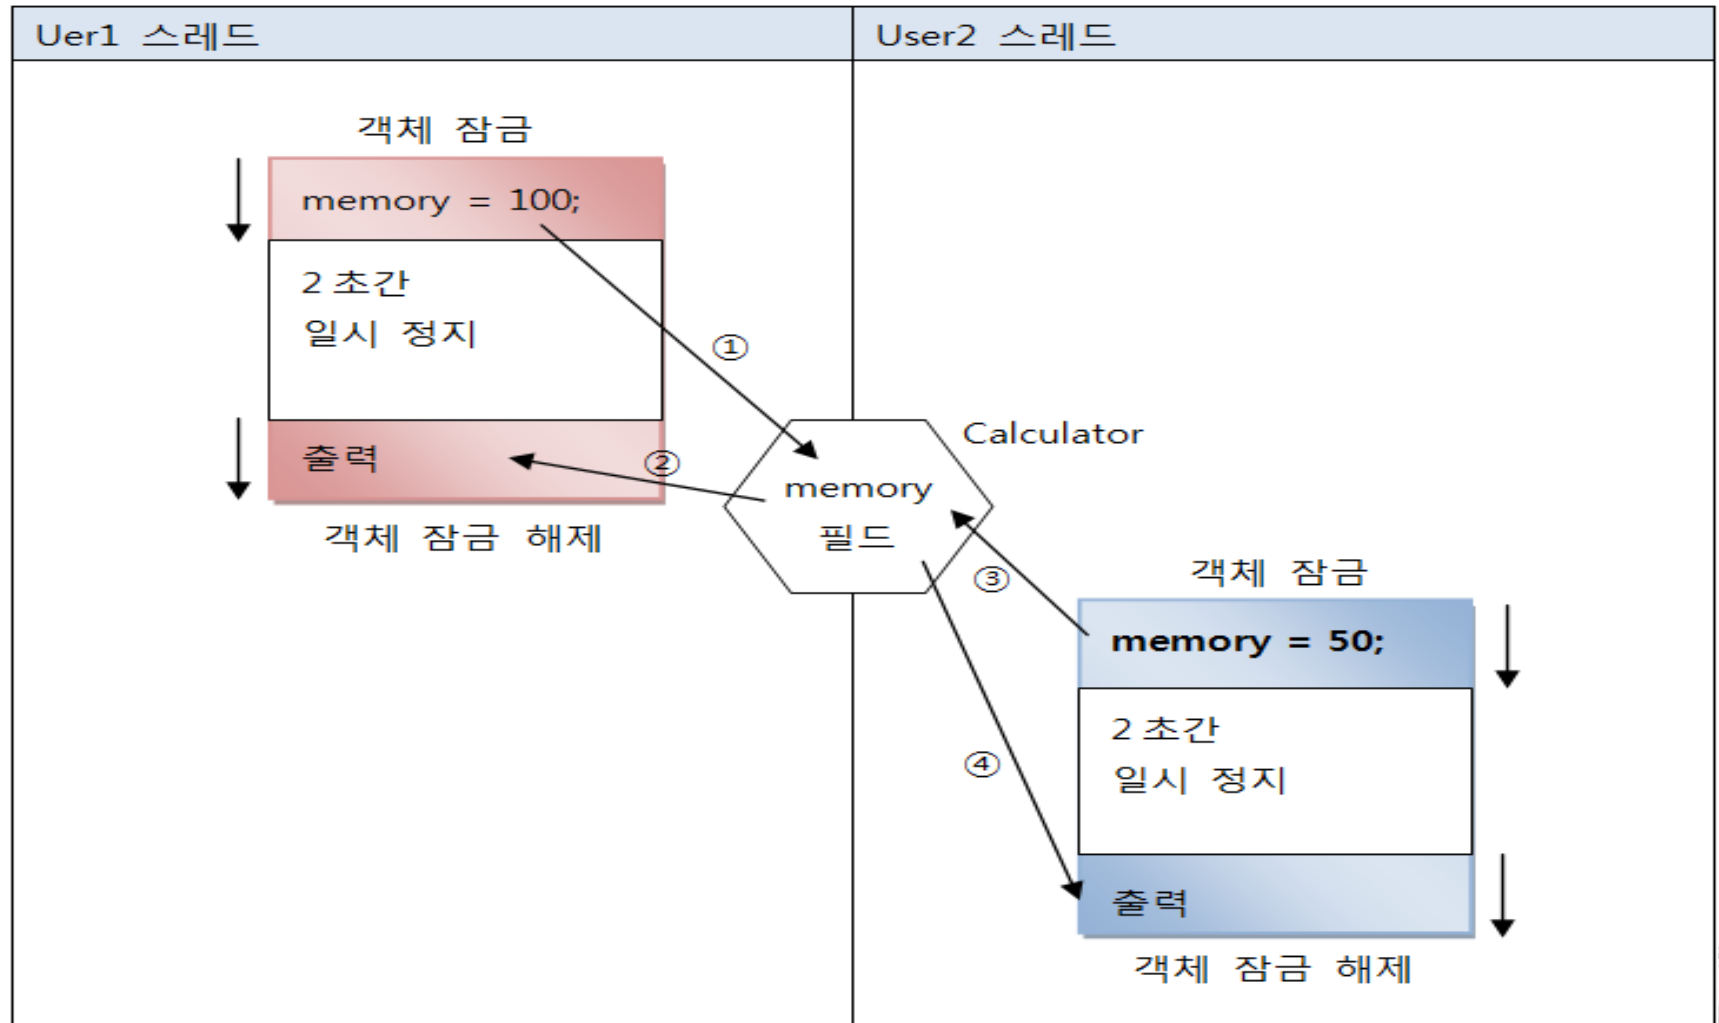 Uer1 스레드
User2 스레드
객체 잠금
memory = 100;
2초간
일시 정지
①
출력
②
객체 잠금 해제
Calculator
memory
필드
③
객체 잠금
memory = 50;
2초간
일시 정지
④
출력
객체 잠금 해제